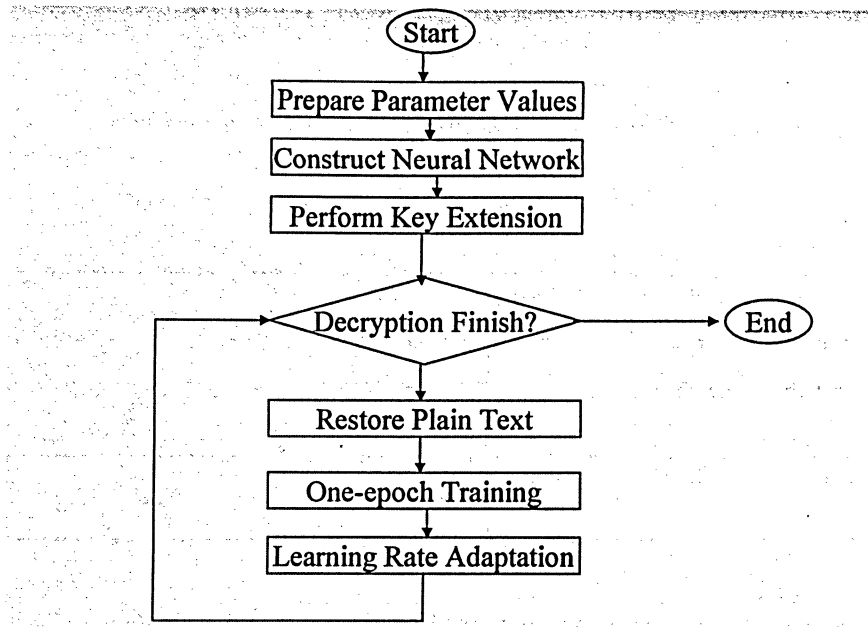 Start
Prepare Parameter Values
Construct Neural Network
Perform Key Extension
Decryption Finish?
End
Restore Plain Text
One-epoch Training
Learning Rate Adaptation